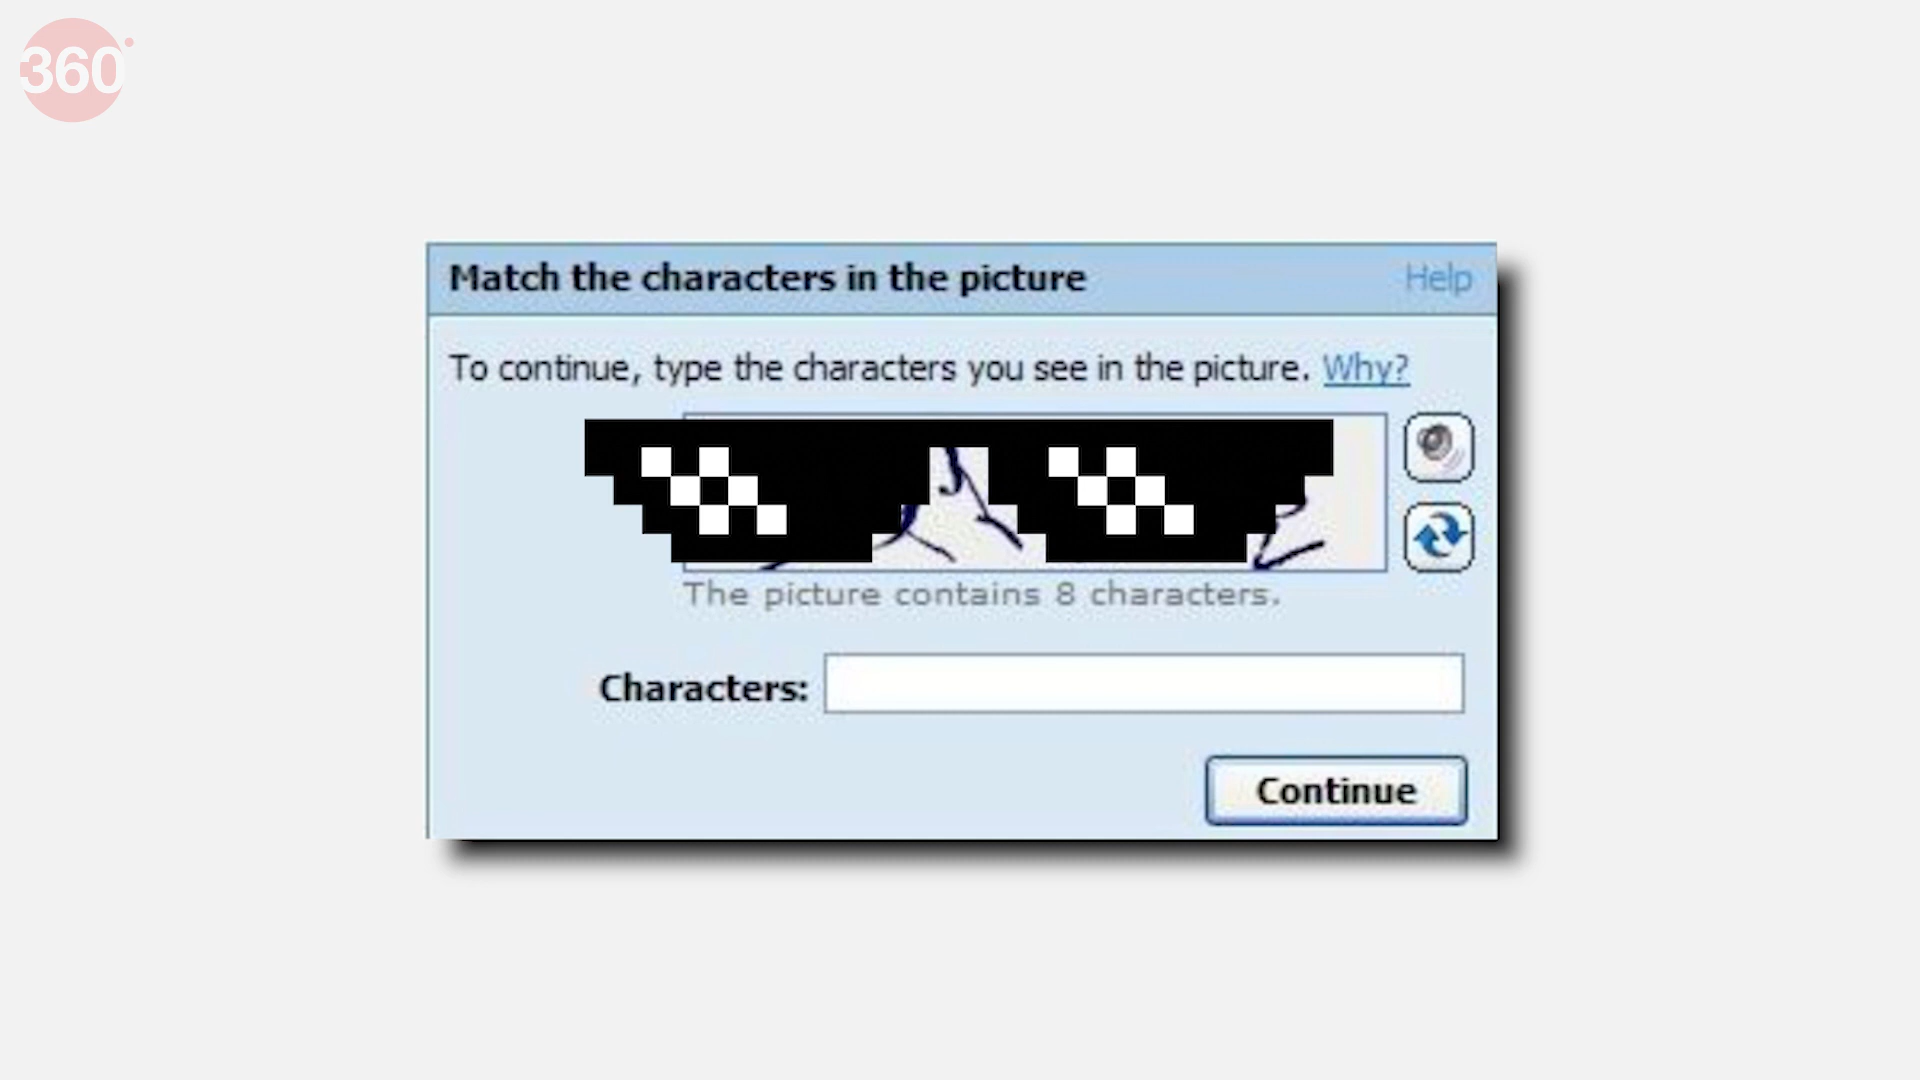 360°
Match the characters in the picture
Help
To continue, type the characters you see in the picture. Why?
The picture contains 8 characters.
Characters:
Continue